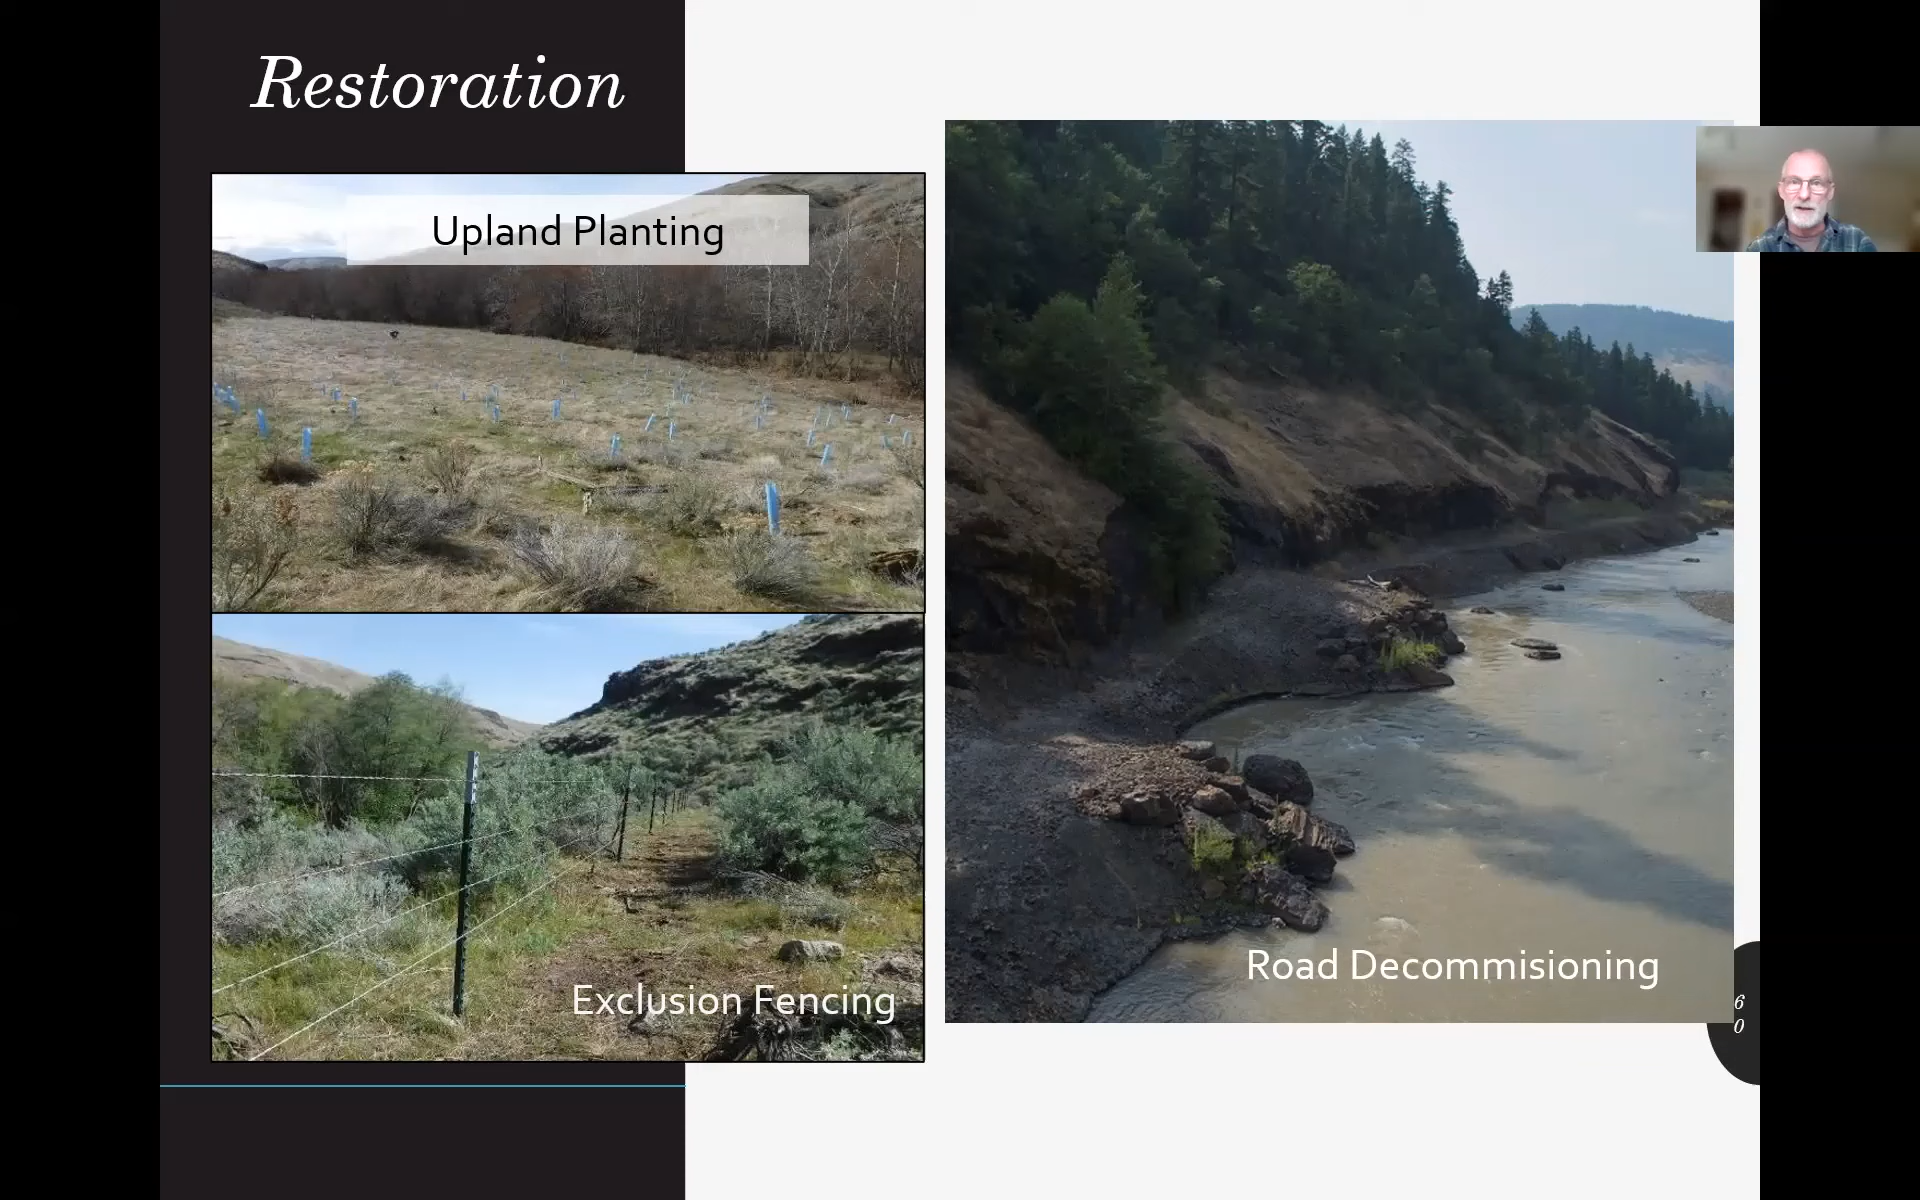 Restoration
Upland Planting
Exclusion Fencing
Road Decommisioning
6
0